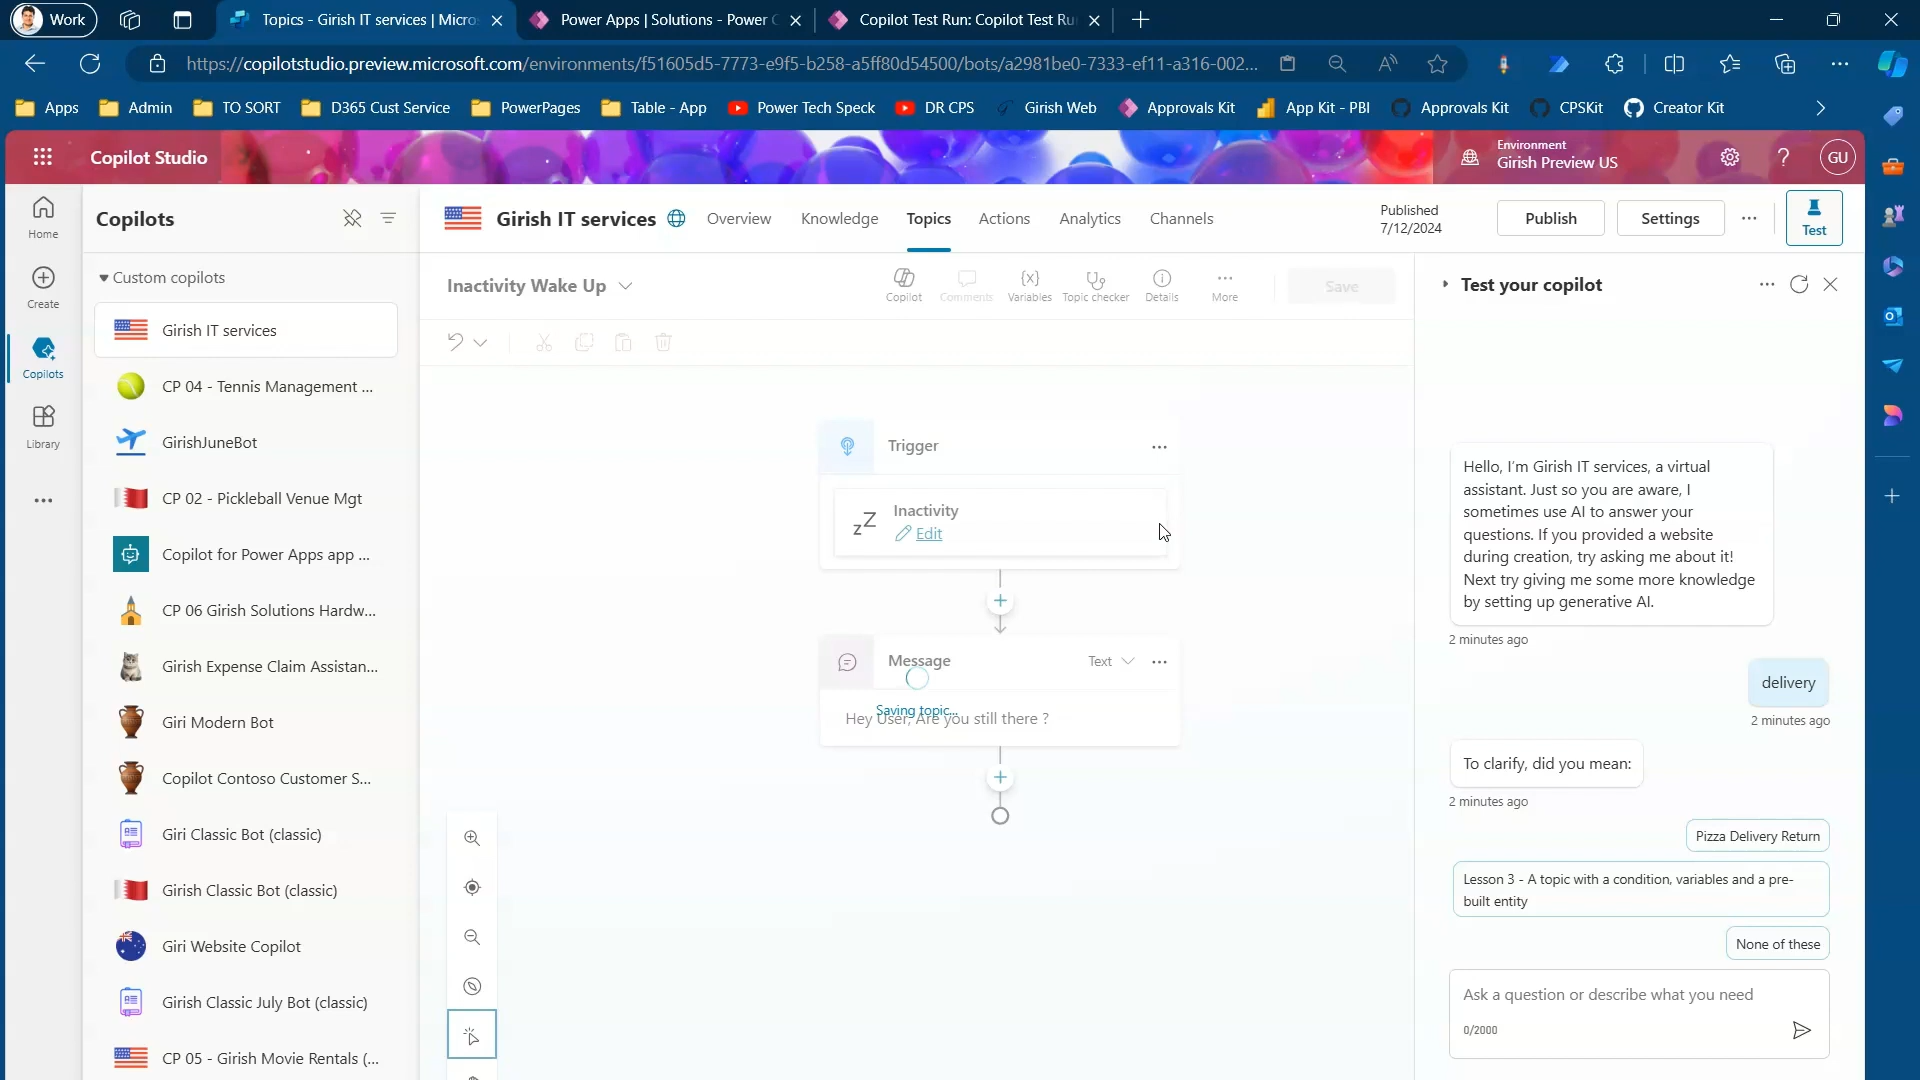 Work
Topics - Girish IT services | Micros
Power Apps | Solutions - Power C
Copilot Test Run: Copilot Test Ru
https://copilotstudio.preview.microsoft.com/environments/f51605d5-7773-e9f5-b258-a5ff80d54500/bots/a2981be0-7333-ef11-a316-002...
Apps
Admin
TO SORT
D365 Cust Service
PowerPages
Table - App
Power Tech Speck
DR CPS
Girish Web
Approvals Kit
App Kit - PBI
Approvals Kit
CPSKit
Creator Kit
Copilot Studio
Environment
Girish Preview US
?
GU
Home
Create
Copilots
Library
Copilots
Custom copilots
Girish IT services
CP 04 - Tennis Management ...
GirishJuneBot
CP 02 - Pickleball Venue Mgt
Copilot for Power Apps app ...
CP 06 Girish Solutions Hardw...
Girish Expense Claim Assistan...
Giri Modern Bot
Copilot Contoso Customer S...
Giri Classic Bot (classic)
Girish Classic Bot (classic)
Giri Website Copilot
Girish Classic July Bot (classic)
CP 05 - Girish Movie Rentals (...
Girish IT services
Overview
Knowledge
Topics
Actions
Analytics
Channels
Published
7/12/2024
Publish
Settings
Test
Inactivity Wake Up
Copilot
Comments
{x}
Variables
Topic checker
Details
More
Save
Trigger
zZ
Inactivity
Edit
Message
Text
Saving topic...
Hey User, Are you still there ?
Test your copilot
Hello, I'm Girish IT services, a virtual
assistant. Just so you are aware, I
sometimes use AI to answer your
questions. If you provided a website
during creation, try asking me about it!
Next try giving me some more knowledge
by setting up generative AI.
2 minutes ago
delivery
2 minutes ago
To clarify, did you mean:
2 minutes ago
Pizza Delivery Return
Lesson 3 - A topic with a condition, variables and a pre-
built entity
None of these
Ask a question or describe what you need
0/2000